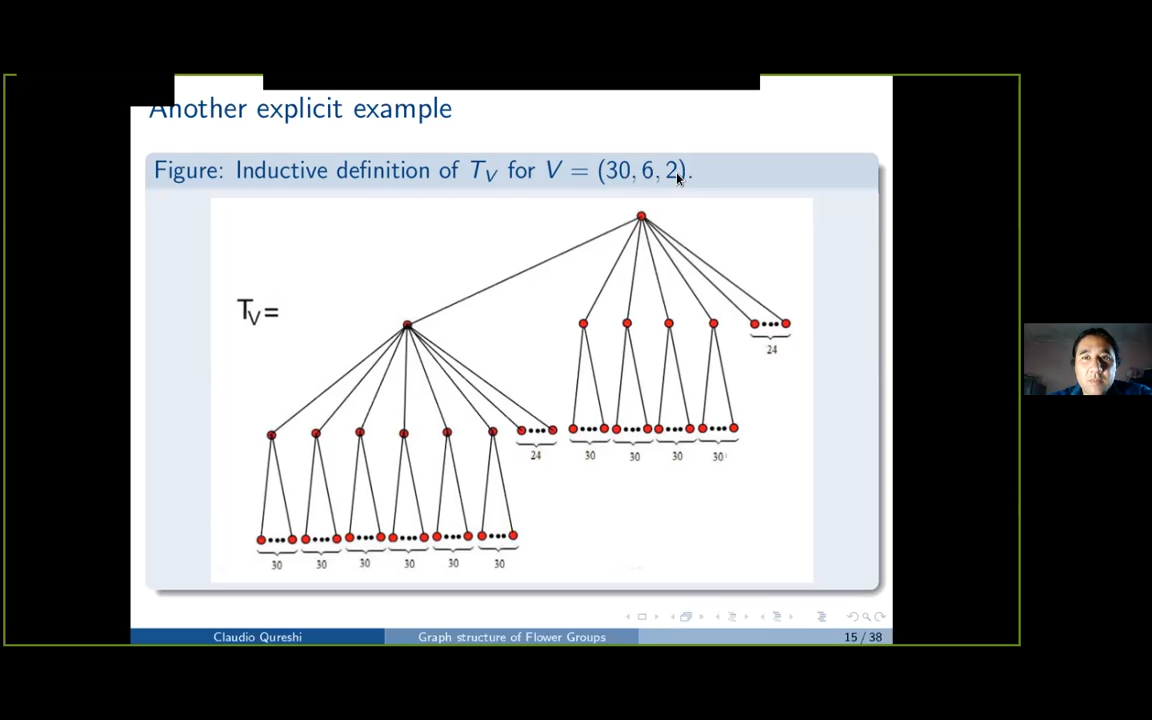 Another explicit example
Figure: Inductive definition of T_V for V = (30, 6, 2).
T_V=
24
24
30
30
30
30
30
30
30
30
30
30
Claudio Qureshi
Graph structure of Flower Groups
15 / 38